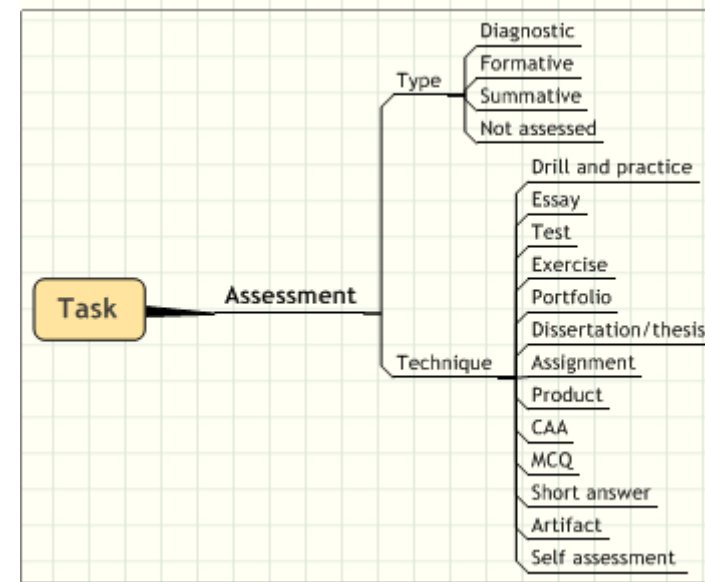 Diagnostic
Formative
Type
Summative
Not assessed
Drill and practice
Essay
Test
Exercise
Assessment
Task
Portfolio
Dissertation/thesis
Technique
Assignment
Product
CAA
MCQ
Short answer
Artifact
Self assessment